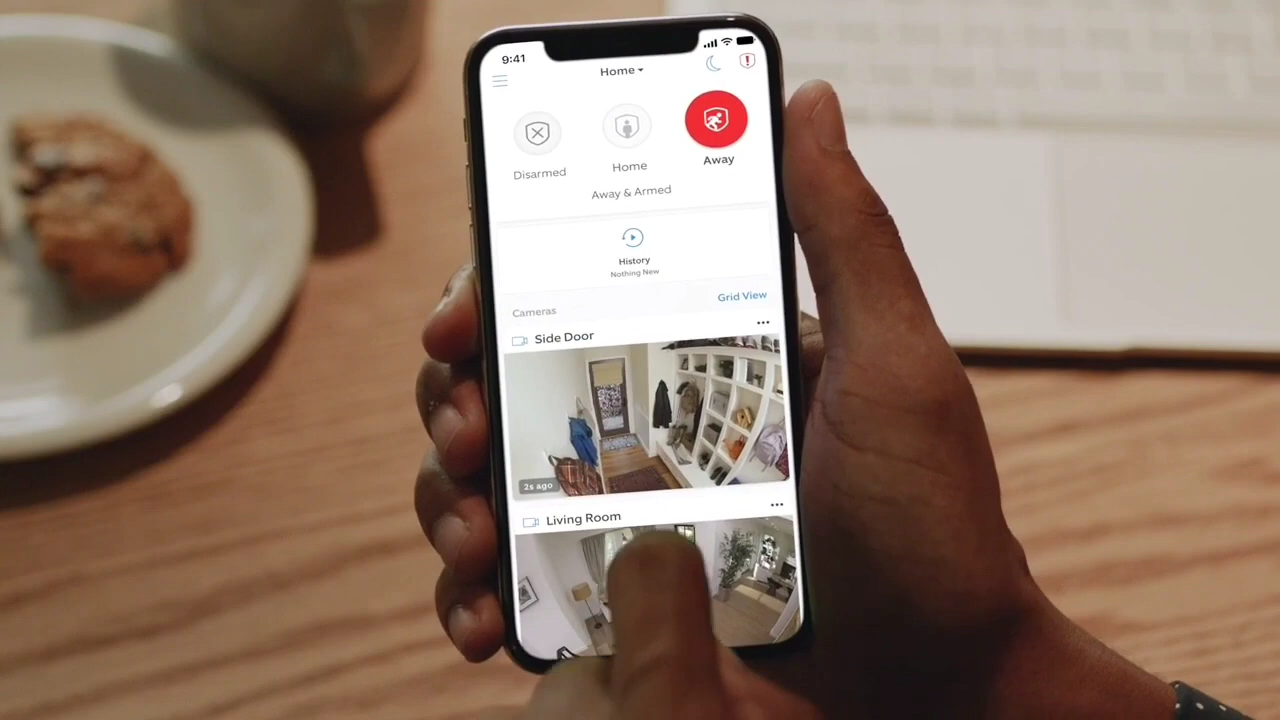 9:41
Home
Disarmed
Home
Away
Away & Armed
History
Nothing New
Cameras
Grid View
Side Door
2s ago
Living Room